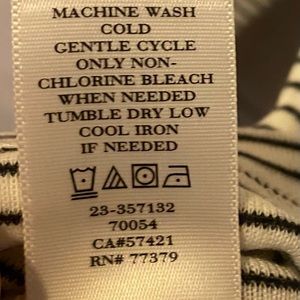 MACHINE WASH
COLD
GENTLE CYCLE
ONLY NON-
CHLORINE BLEACH
WHEN NEEDED
TUMBLE DRY LOW
COOL IRON
IF NEEDED
23-357132
70054
CA#57421
RN# 77379